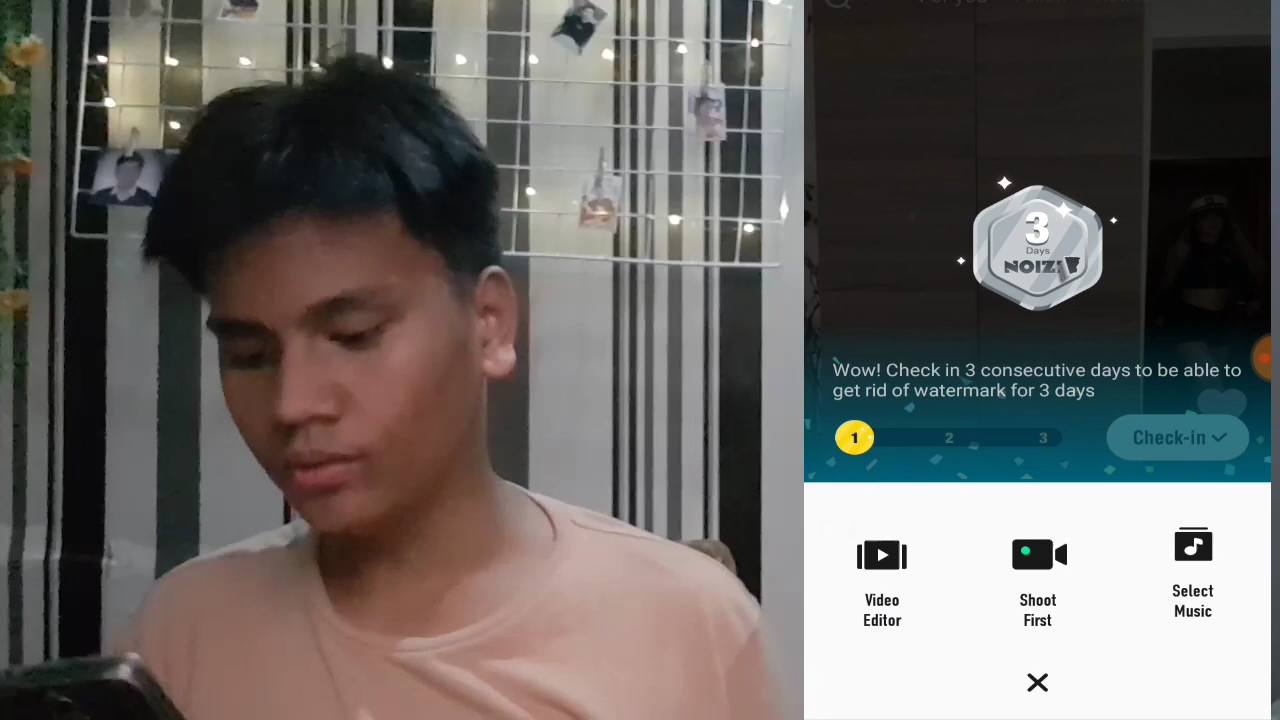 3
Days
NOIZZ
Wow! Check in 3 consecutive days to be able to
get rid of watermark for 3 days
1 2 3
Check-in
Video
Editor
Shoot
First
Select
Music